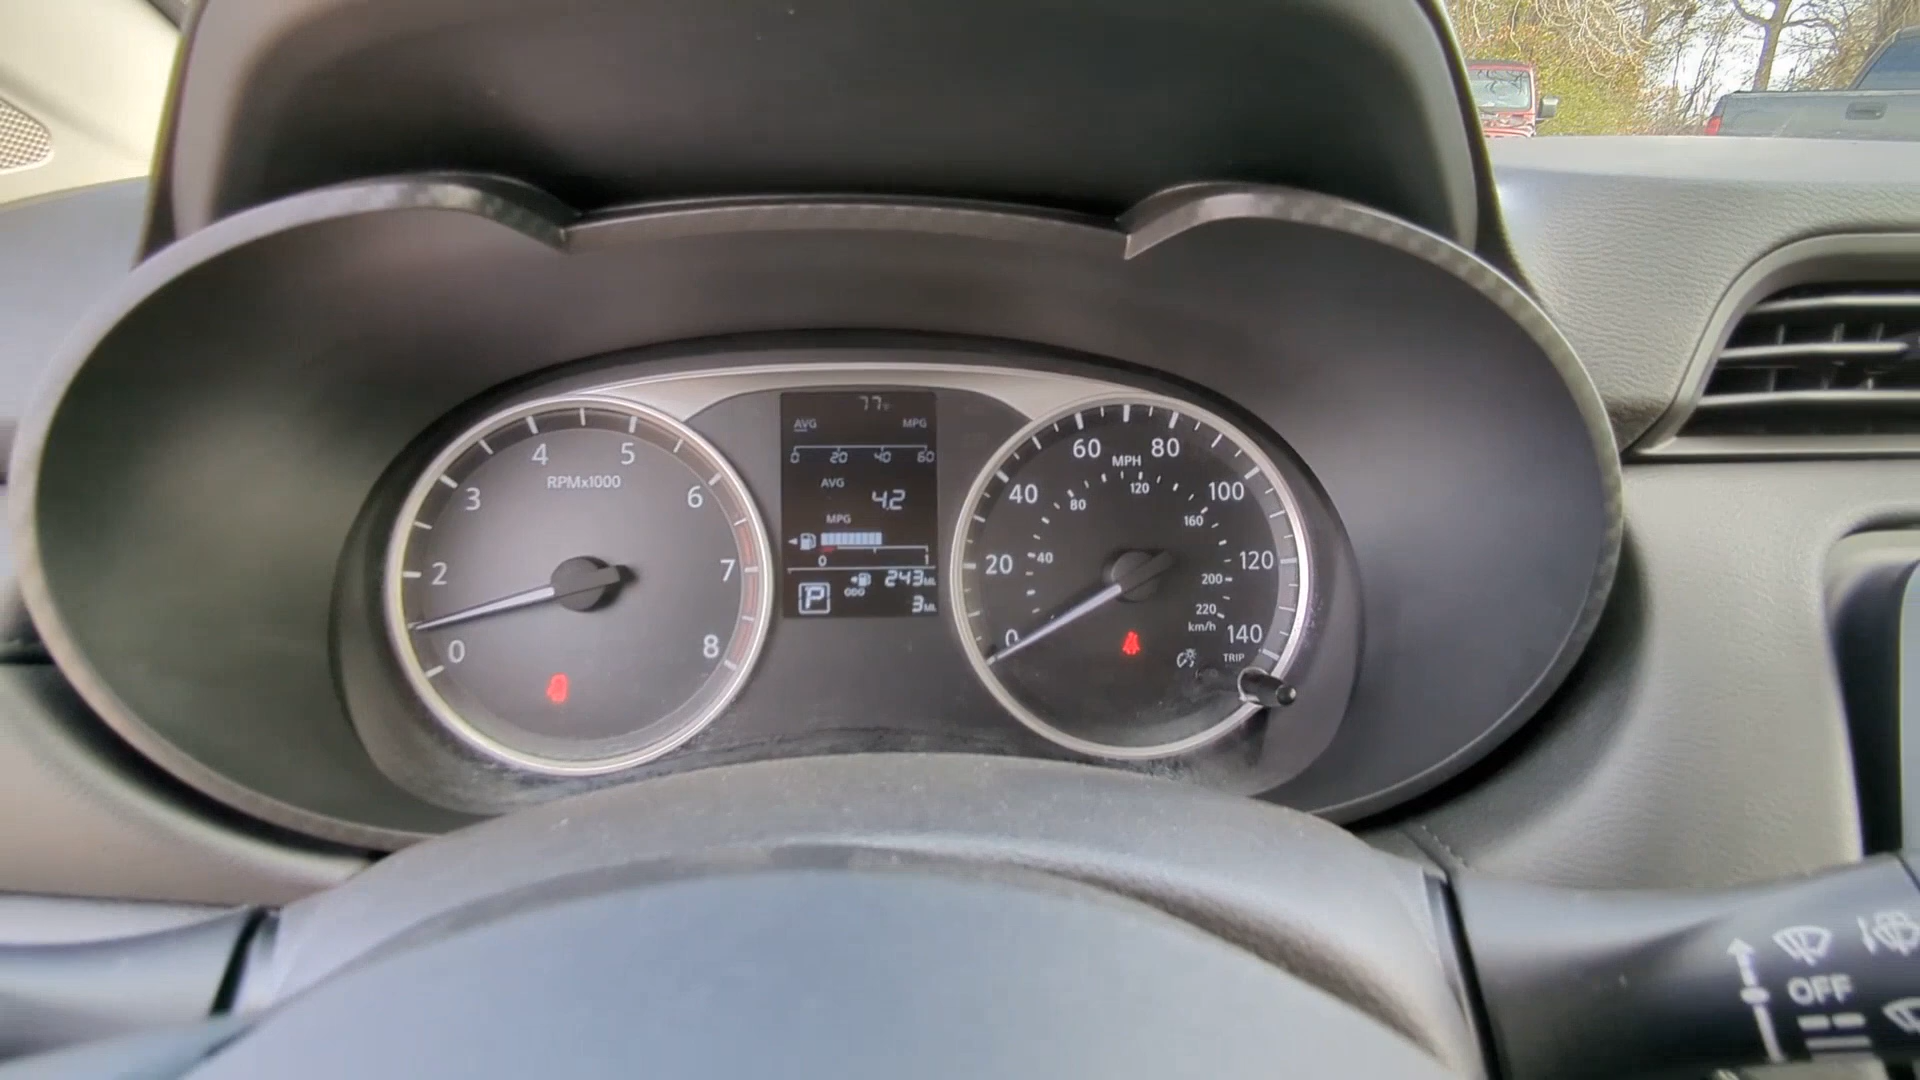 77°F
AVG MPG
0 20 40 60
AVG
4.2
MPG
0 1
243MI
ODO
3MI
P
0 2 3 4 5 6 7 8
RPMx1000
0 20 40 60 80 100 120 140
MPH
40 80 120 160 200 220
km/h
TRIP
OFF